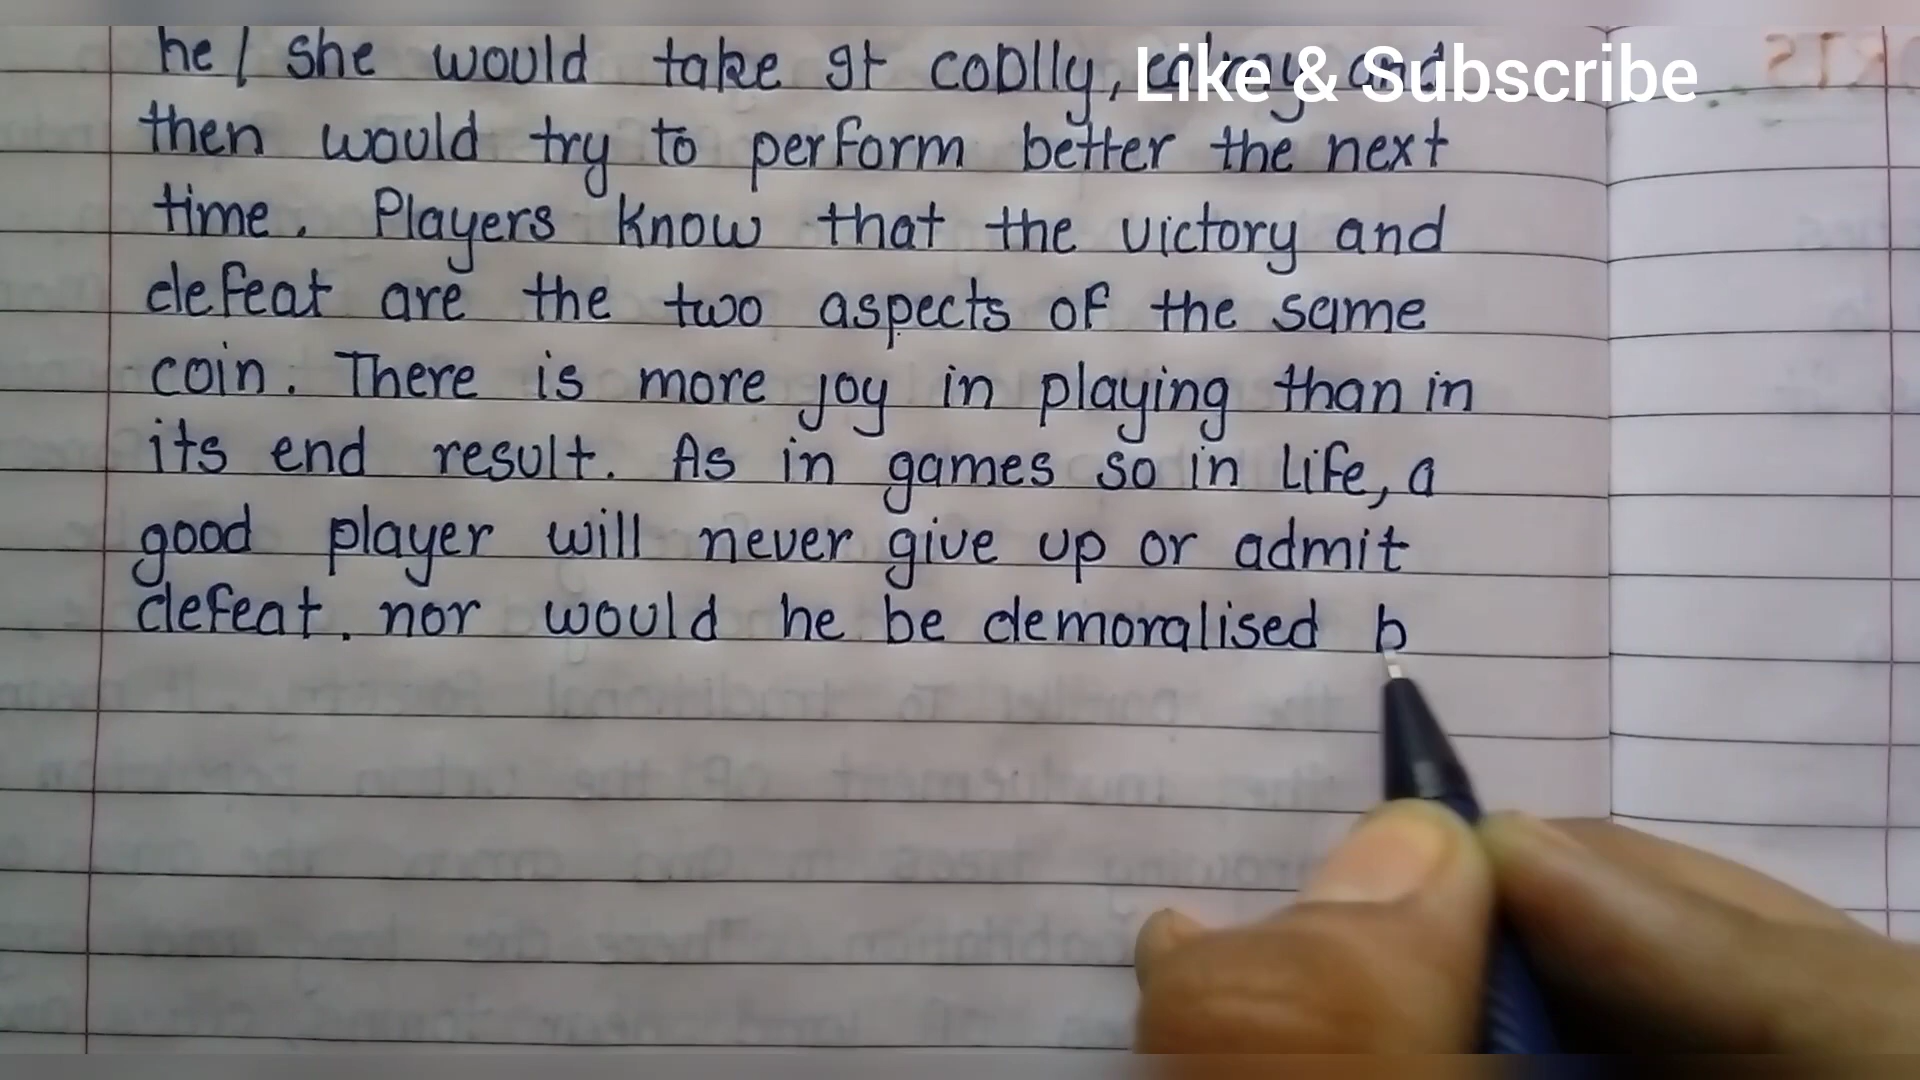 he / she would take It coolly, calmy and
Like & Subscribe
then would try to perform better the next
time. Players know that the victory and
defeat are the two aspects of the same
coin. There is more joy in playing than in
its end result. As in games so in life, a
good player will never give up or admit
defeat. nor would he be demoralised b